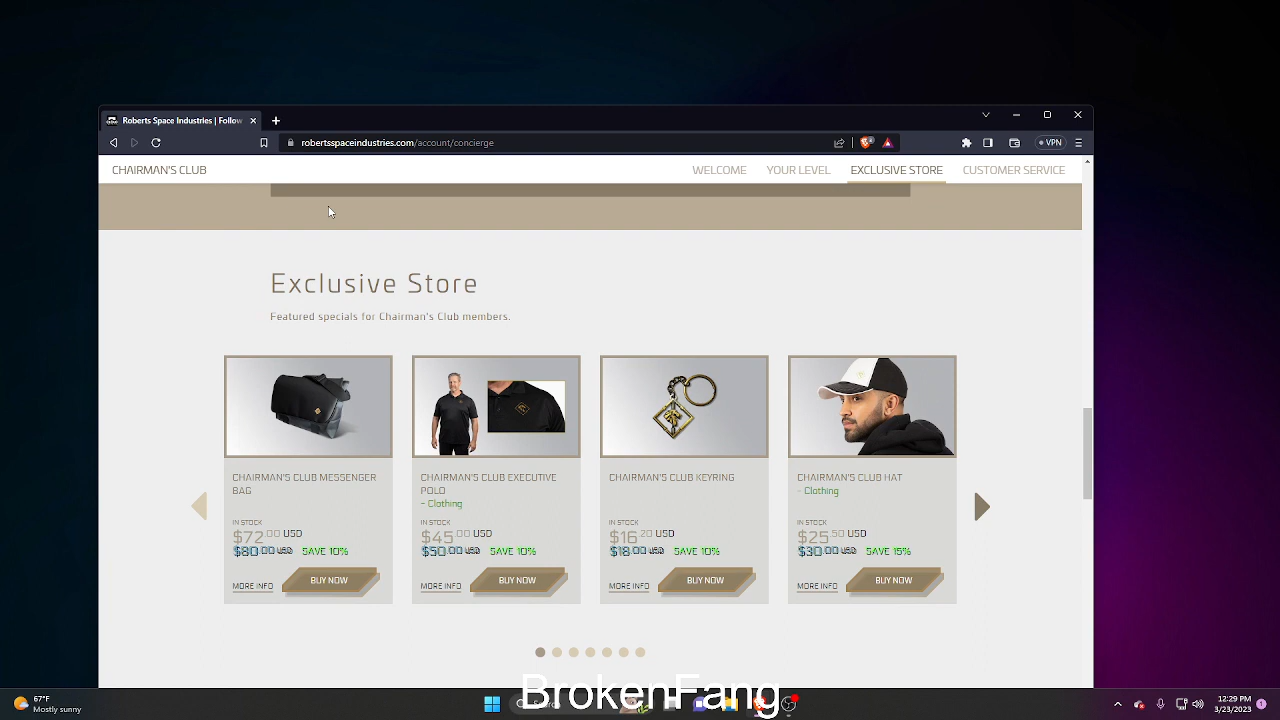 Roberts Space Industries | Follow
robertsspaceindustries.com/account/concierge
VPN
CHAIRMAN'S CLUB
WELCOME
YOUR LEVEL
EXCLUSIVE STORE
CUSTOMER SERVICE
Exclusive Store
Featured specials for Chairman's Club members.
CHAIRMAN'S CLUB MESSENGER
BAG
IN STOCK
$72.00 USD
$80.00 USD SAVE 10%
MORE INFO
BUY NOW
CHAIRMAN'S CLUB EXECUTIVE
POLO
- Clothing
IN STOCK
$45.00 USD
$50.00 USD SAVE 10%
MORE INFO
BUY NOW
CHAIRMAN'S CLUB KEYRING
IN STOCK
$16.20 USD
$18.00 USD SAVE 10%
MORE INFO
BUY NOW
CHAIRMAN'S CLUB HAT
- Clothing
IN STOCK
$25.50 USD
$30.00 USD SAVE 15%
MORE INFO
BUY NOW
BrokenFang
67°F
Mostly sunny
12:29 PM
3/23/2023